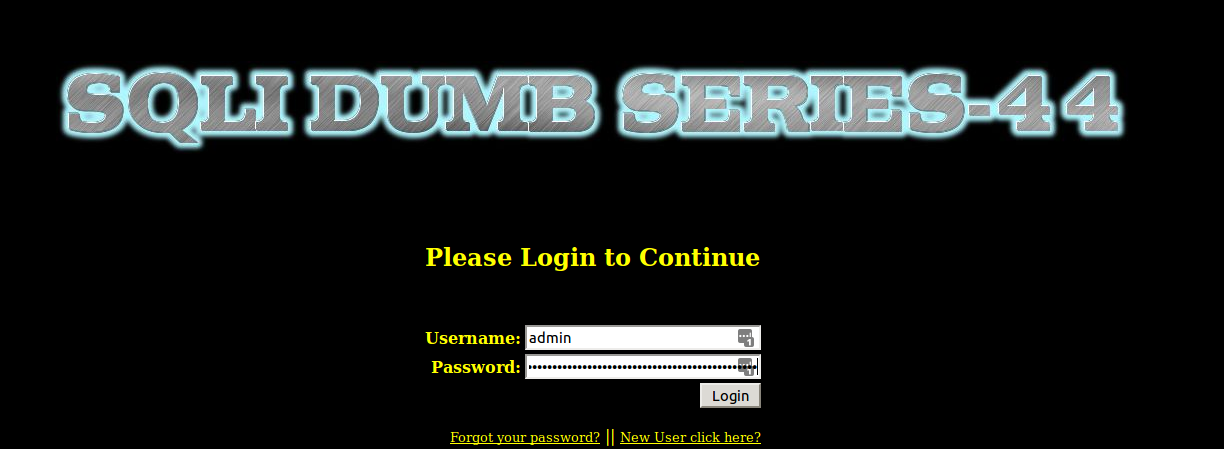 SQLI DUMB SERIES-44
Please Login to Continue
Username: admin
Password: ••••••••••••••••••••••••••••••••••••••••••••••
Login
Forgot your password? || New User click here?